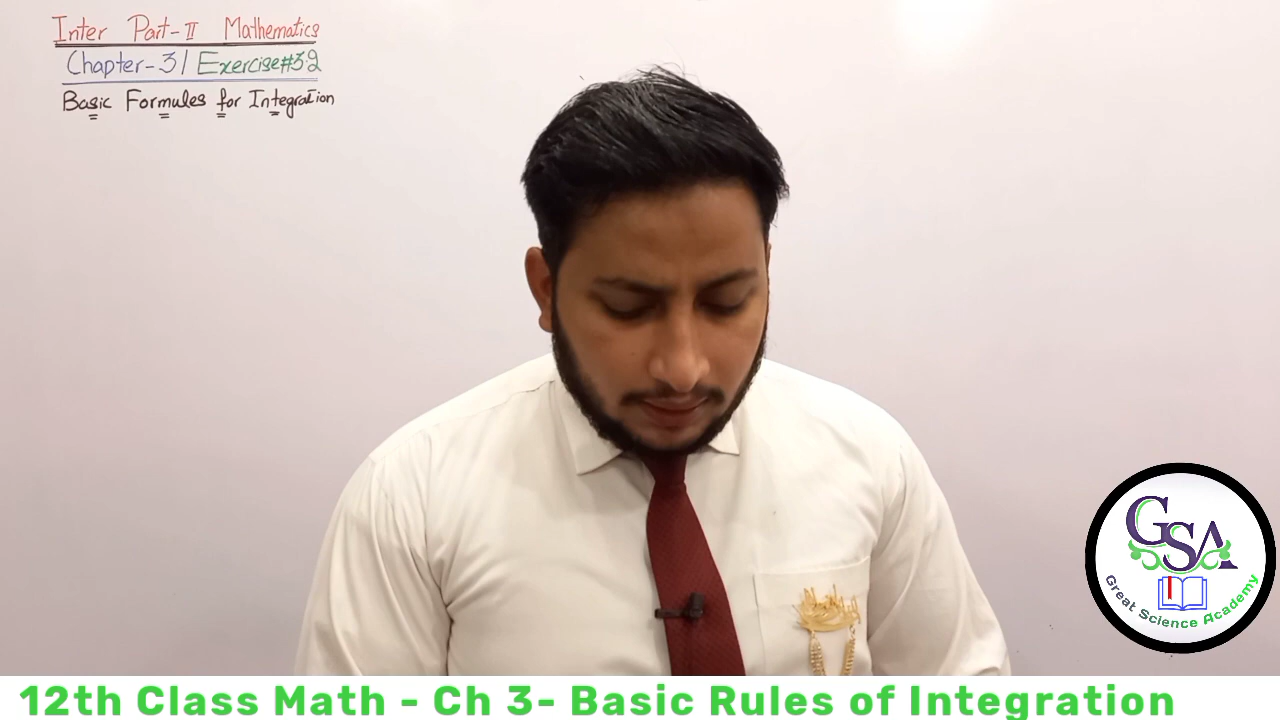 Inter Part-II Mathematics
Chapter-3 / Exercise#3.2
Basic Formules for Integration
GSA
Great Science Academy
12th Class Math - Ch 3- Basic Rules of Integration